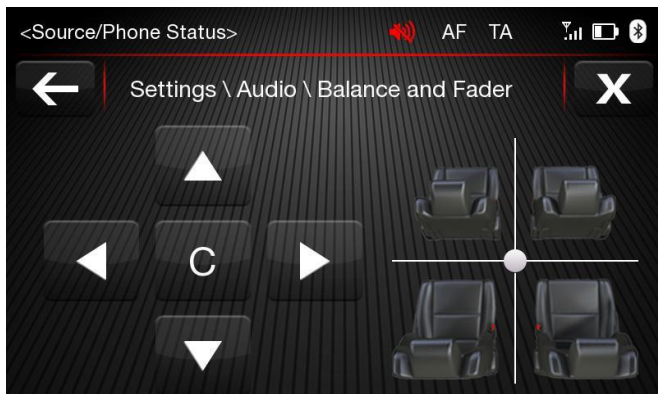 <Source/Phone Status> AF TA
Settings \ Audio \ Balance and Fader X
C